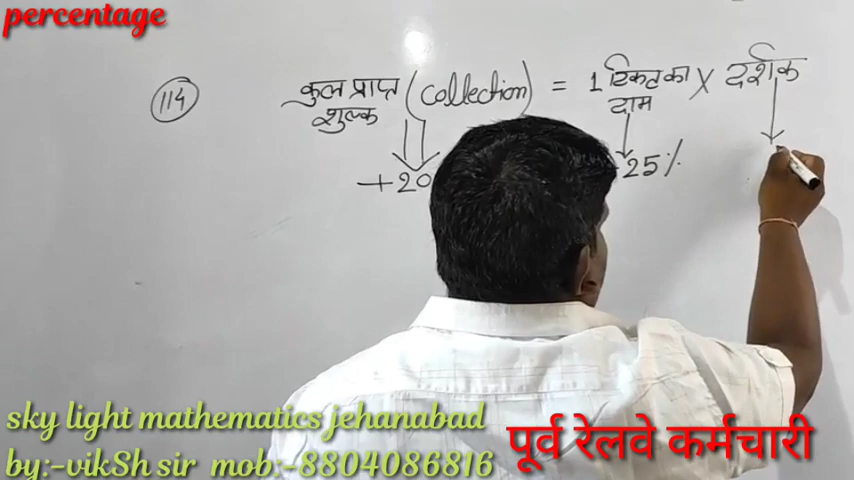 percentage
114 कुल प्राप्त (collection) = 1 टिकट का X दर्शक
शुल्क दाम
+20 25%
sky light mathematics jehanabad
by:-vikSh sir mob:-8804086816
पूर्व रेलवे कर्मचारी